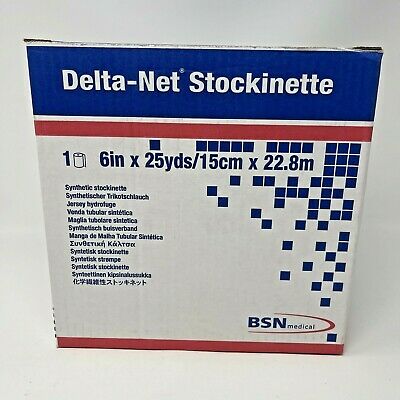 Delta-Net® Stockinette
1 6in x 25yds/15cm x 22.8m
Synthetic stockinette
Synthetischer Trikotschlauch
Jersey hydrofuge
Venda tubular sintética
Maglia tubolare sintetica
Synthetisch buisverband
Manga de Malha Tubular Sintética
Συνθετική Κάλτσα
Syntetisk stockinette
Syntetisk strømpe
Syntetisk stockinette
Synteettinen kipsinalussukka
化学繊維性ストッキネット
BSN medical